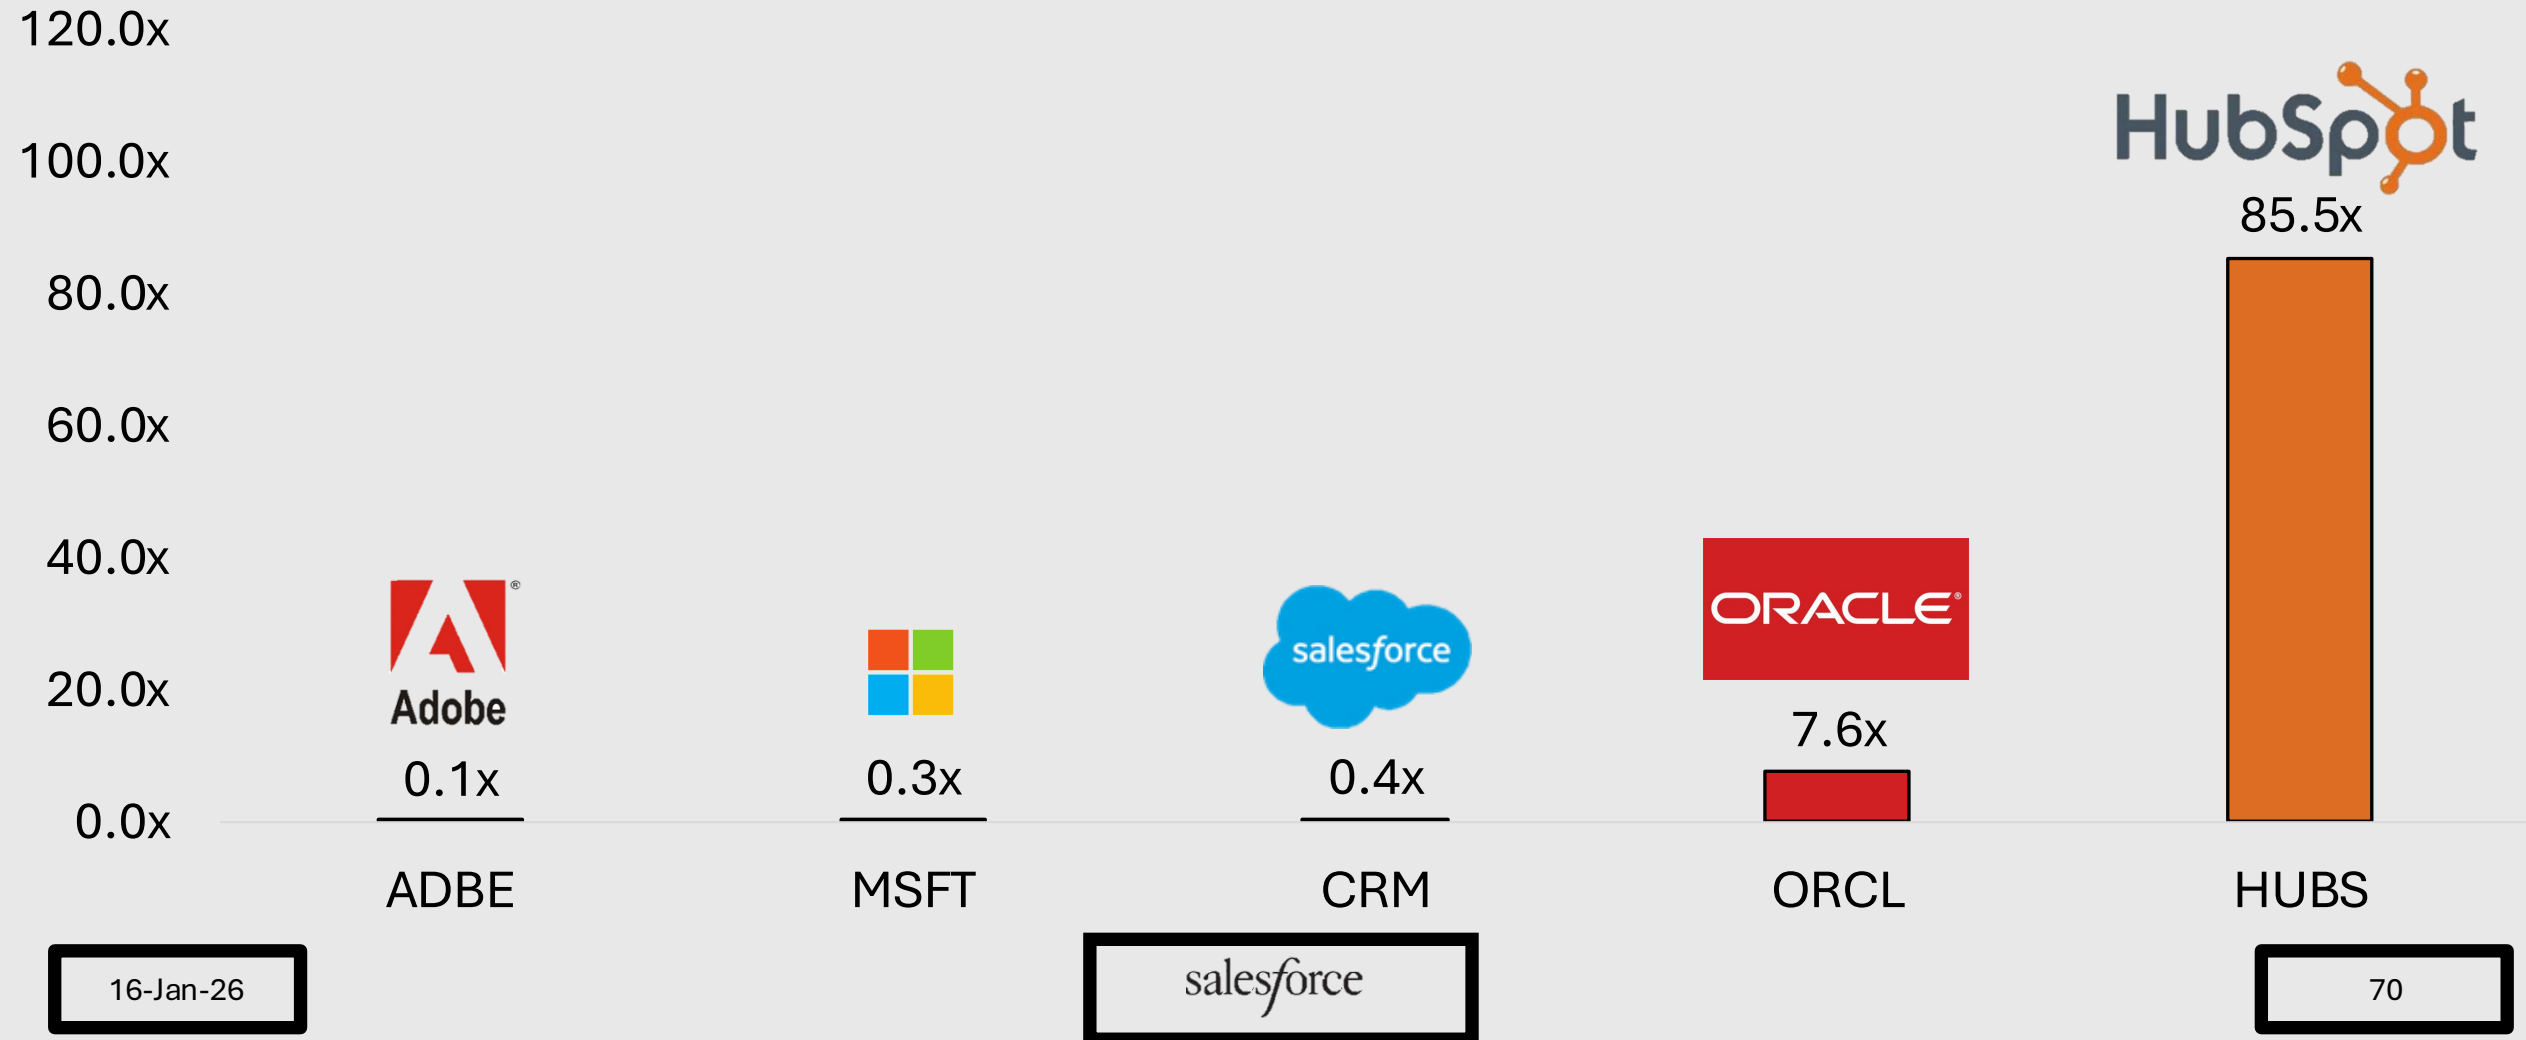 120.0x
100.0x
80.0x
60.0x
40.0x
20.0x
0.0x
Adobe®
0.1x
0.3x
salesforce
0.4x
ORACLE®
7.6x
HubSpot
85.5x
ADBE
MSFT
CRM
ORCL
HUBS
16-Jan-26
salesforce
70